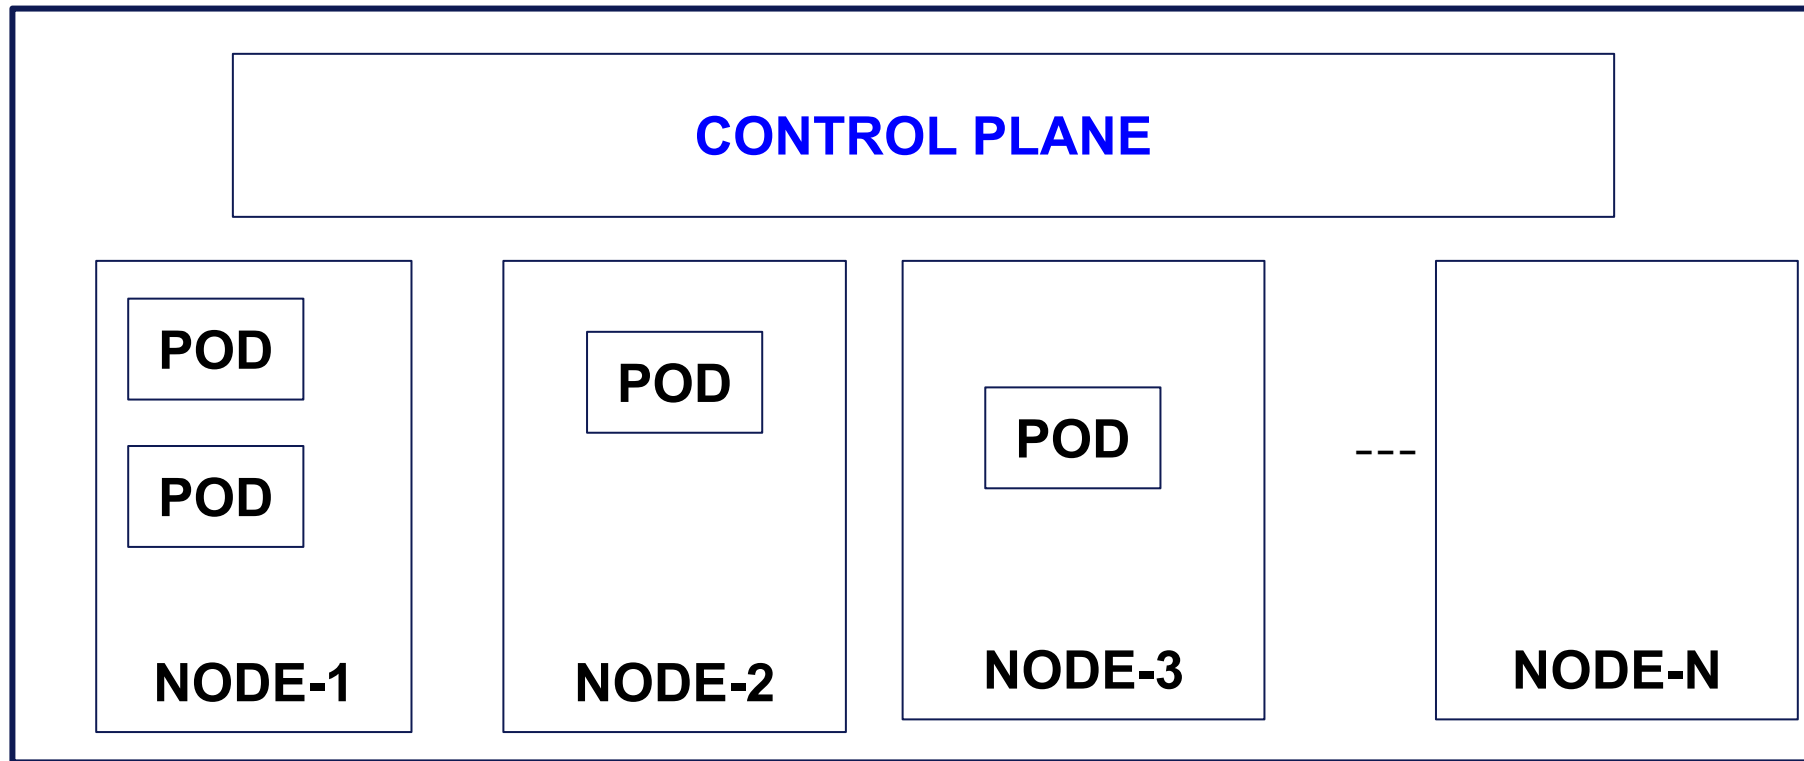 CONTROL PLANE
POD
POD
NODE-1
POD
NODE-2
POD
NODE-3
---
NODE-N